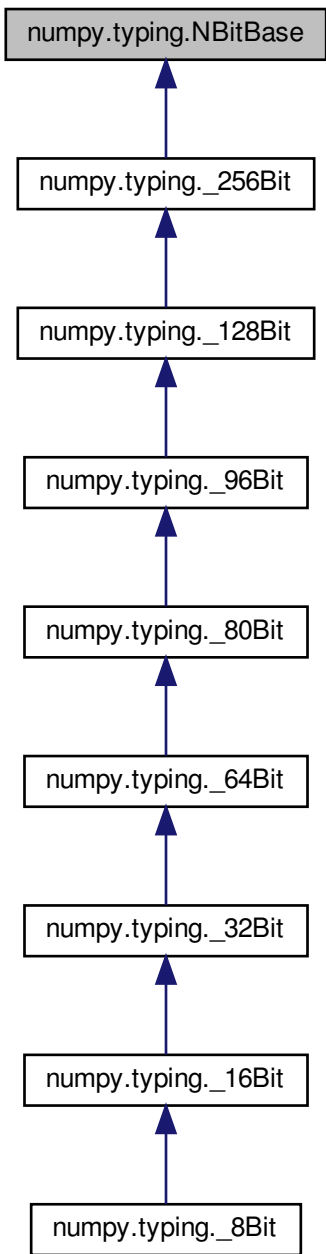 numpy.typing.NBitBase
numpy.typing._256Bit
numpy.typing._128Bit
numpy.typing._96Bit
numpy.typing._80Bit
numpy.typing._64Bit
numpy.typing._32Bit
numpy.typing._16Bit
numpy.typing._8Bit